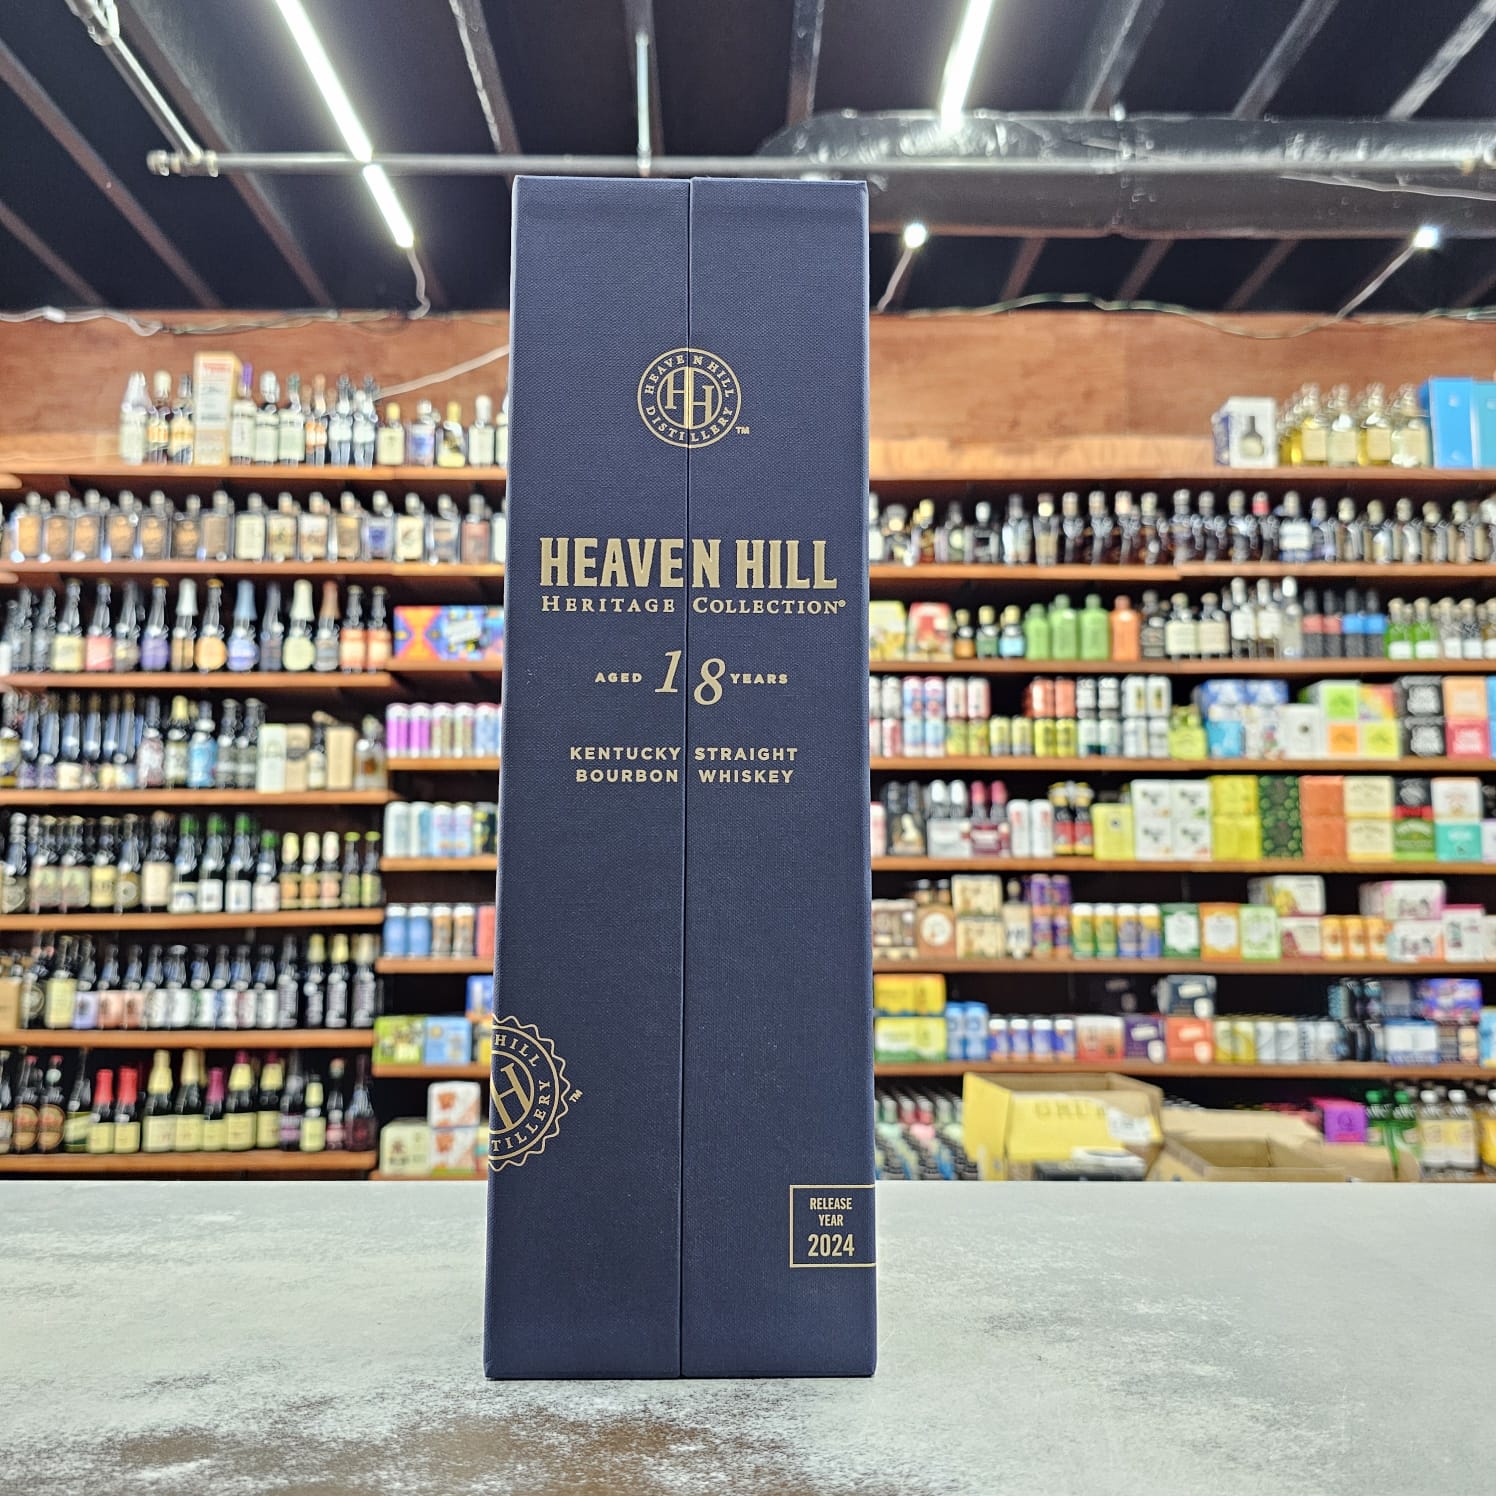 HEAVEN HILL
DISTILLERY
HH
TM
HEAVEN HILL
HERITAGE COLLECTION®
AGED 18 YEARS
KENTUCKY STRAIGHT
BOURBON WHISKEY
HILL
H
TILLERY
TM
RELEASE
YEAR
2024